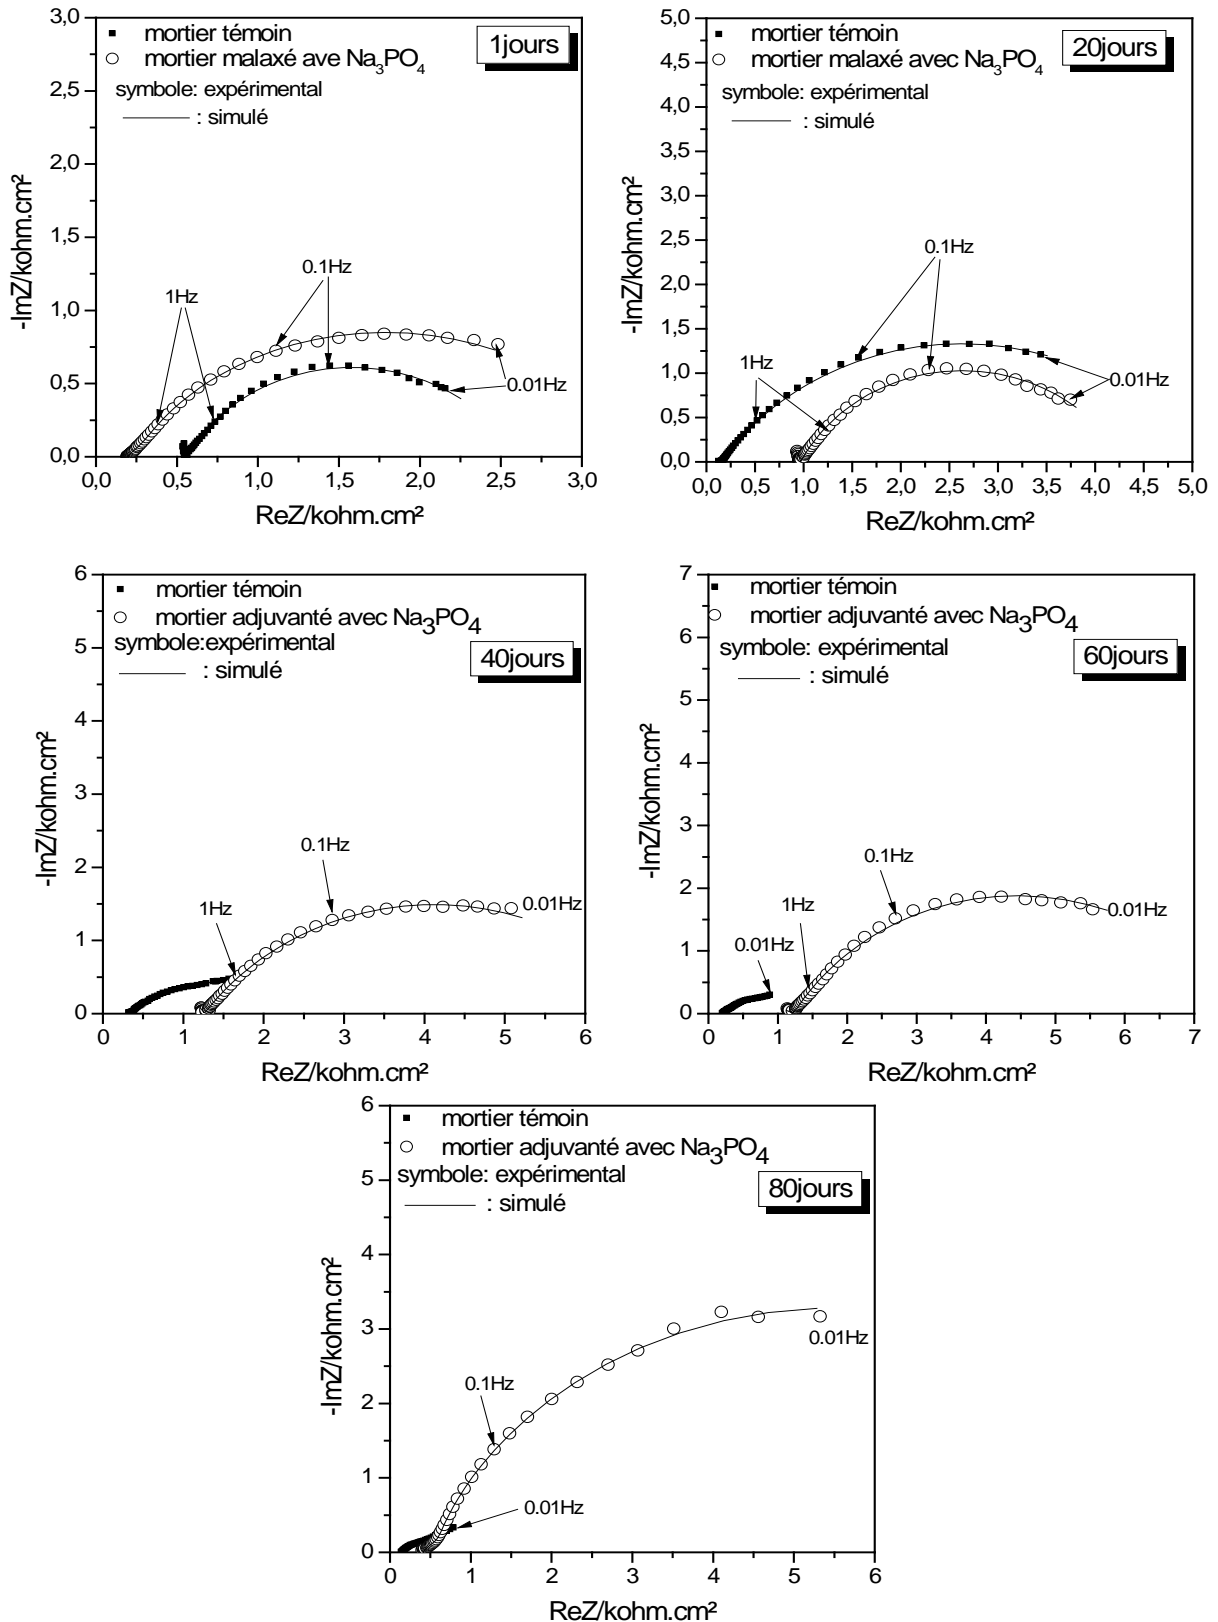 mortier témoin
mortier malaxé ave Na3PO4
symbole: expérimental
: simulé
1jours
3,0
2,5
2,0
1,5
1,0
0,5
0,0
-ImZ/kohm.cm²
0.1Hz
1Hz
0.01Hz
0,0 0,5 1,0 1,5 2,0 2,5 3,0
ReZ/kohm.cm²
mortier témoin
mortier malaxé avec Na3PO4
symbole: expérimental
: simulé
20jours
5,0
4,5
4,0
3,5
3,0
2,5
2,0
1,5
1,0
0,5
0,0
-ImZ/kohm.cm²
0.1Hz
1Hz
0.01Hz
0,0 0,5 1,0 1,5 2,0 2,5 3,0 3,5 4,0 4,5 5,0
ReZ/kohm.cm²
mortier témoin
mortier adjuvanté avec Na3PO4
symbole:expérimental
: simulé
40jours
6
5
4
3
2
1
0
-ImZ/kohm.cm²
0.1Hz
1Hz
0.01Hz
0 1 2 3 4 5 6
ReZ/kohm.cm²
mortier témoin
mortier adjuvanté avec Na3PO4
symbole: expérimental
: simulé
60jours
7
6
5
4
3
2
1
0
-ImZ/kohm.cm²
0.1Hz
1Hz
0.01Hz
0.01Hz
0 1 2 3 4 5 6 7
ReZ/kohm.cm²
mortier témoin
mortier adjuvanté avec Na3PO4
symbole: expérimental
: simulé
80jours
6
5
4
3
2
1
0
-ImZ/kohm.cm²
0.01Hz
0.1Hz
0.01Hz
0 1 2 3 4 5 6
ReZ/kohm.cm²